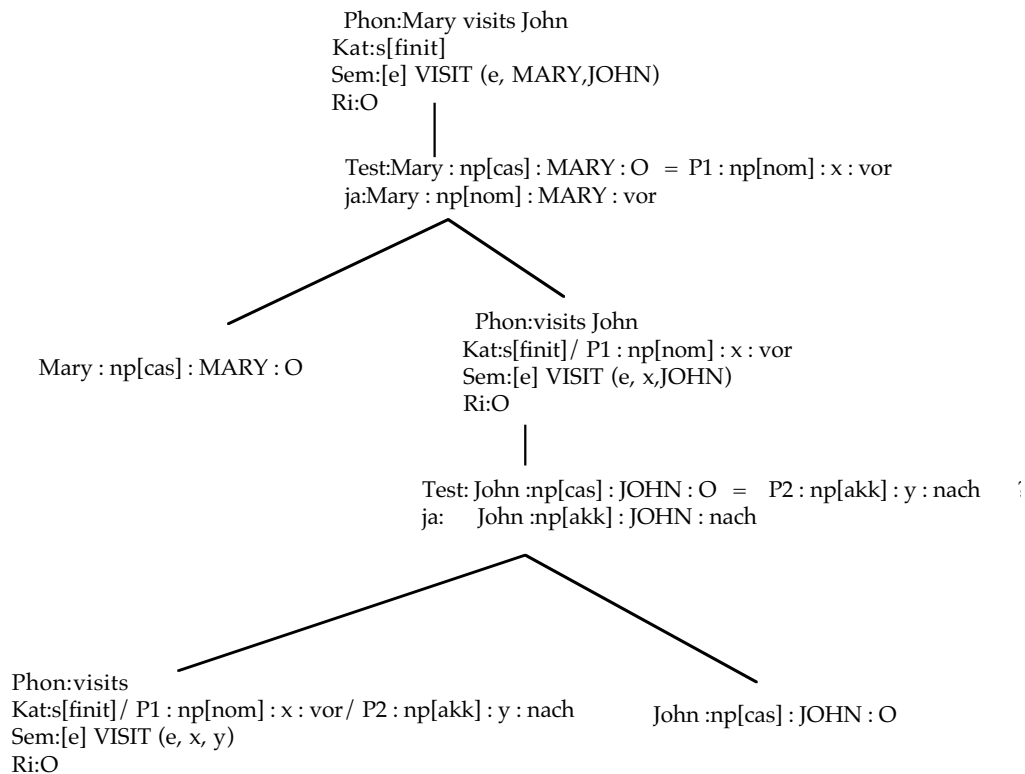 Phon:Mary visits John
Kat:s[finit]
Sem:[e] VISIT (e, MARY,JOHN)
Ri:O
Test:Mary : np[cas] : MARY : O = P1 : np[nom] : x : vor
ja:Mary : np[nom] : MARY : vor
Mary : np[cas] : MARY : O
Phon:visits John
Kat:s[finit]/ P1 : np[nom] : x : vor
Sem:[e] VISIT (e, x,JOHN)
Ri:O
Test: John :np[cas] : JOHN : O = P2 : np[akk] : y : nach ?
ja: John :np[akk] : JOHN : nach
Phon:visits
Kat:s[finit]/ P1 : np[nom] : x : vor/ P2 : np[akk] : y : nach
Sem:[e] VISIT (e, x, y)
Ri:O
John :np[cas] : JOHN : O